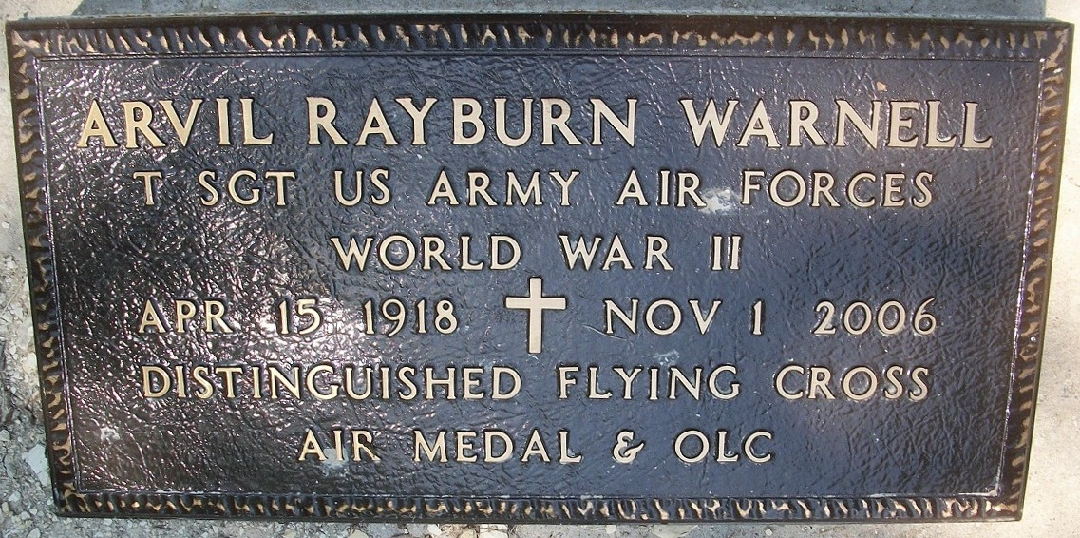 ARVIL RAYBURN WARNELL
T SGT US ARMY AIR FORCES
WORLD WAR II
APR 15 1918 NOV 1 2006
DISTINGUISHED FLYING CROSS
AIR MEDAL & OLC